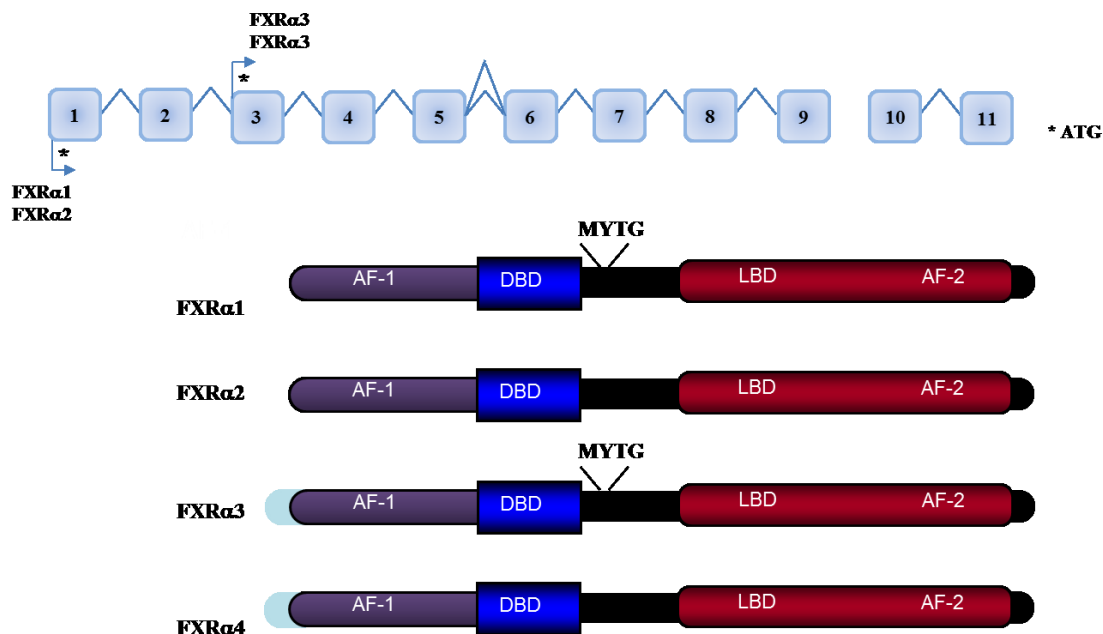 FXRα3
FXRα3
*
1 2 3 4 5 6 7 8 9 10 11
* ATG
*
FXRα1
FXRα2
MYTG
AF-1 DBD LBD AF-2
FXRα1
AF-1 DBD LBD AF-2
FXRα2
MYTG
AF-1 DBD LBD AF-2
FXRα3
AF-1 DBD LBD AF-2
FXRα4